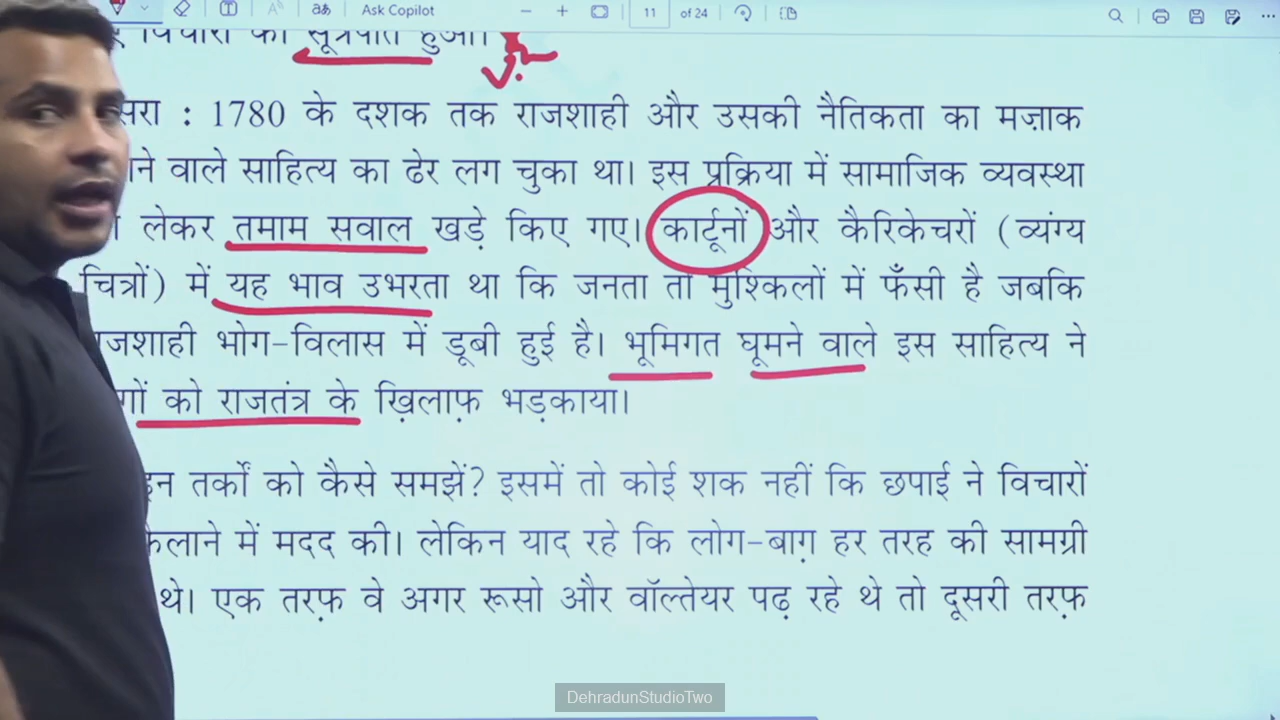 Ask Copilot
11 of 24
विचारों का सूत्रपात हुआ।
: 1780 के दशक तक राजशाही और उसकी नैतिकता का मज़ाक
वाले साहित्य का ढेर लग चुका था। इस प्रक्रिया में सामाजिक व्यवस्था
लेकर तमाम सवाल खड़े किए गए। कार्टूनों और कैरिकेचरों (व्यंग्य
चित्रों) में यह भाव उभरता था कि जनता तो मुश्किलों में फँसी है जबकि
भोग-विलास में डूबी हुई है। भूमिगत घूमने वाले इस साहित्य ने
को राजतंत्र के ख़िलाफ़ भड़काया।
इन तर्कों को कैसे समझें? इसमें तो कोई शक नहीं कि छपाई ने विचारों
में मदद की। लेकिन याद रहे कि लोग-बाग़ हर तरह की सामग्री
थे। एक तरफ़ वे अगर रूसो और वॉल्तेयर पढ़ रहे थे तो दूसरी तरफ़
DehradunStudioTwo